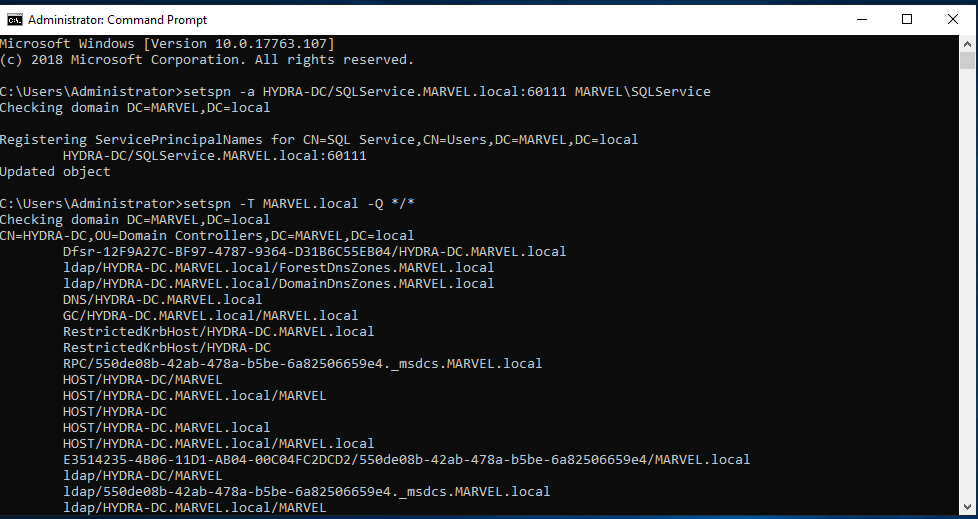 Administrator: Command Prompt
Microsoft Windows [Version 10.0.17763.107]
(c) 2018 Microsoft Corporation. All rights reserved.
C:\Users\Administrator>setspn -a HYDRA-DC/SQLService.MARVEL.local:60111 MARVEL\SQLService
Checking domain DC=MARVEL,DC=local
Registering ServicePrincipalNames for CN=SQL Service,CN=Users,DC=MARVEL,DC=local
HYDRA-DC/SQLService.MARVEL.local:60111
Updated object
C:\Users\Administrator>setspn -T MARVEL.local -Q */*
Checking domain DC=MARVEL,DC=local
CN=HYDRA-DC,OU=Domain Controllers,DC=MARVEL,DC=local
Dfsr-12F9A27C-BF97-4787-9364-D31B6C55EB04/HYDRA-DC.MARVEL.local
ldap/HYDRA-DC.MARVEL.local/ForestDnsZones.MARVEL.local
ldap/HYDRA-DC.MARVEL.local/DomainDnsZones.MARVEL.local
DNS/HYDRA-DC.MARVEL.local
GC/HYDRA-DC.MARVEL.local/MARVEL.local
RestrictedKrbHost/HYDRA-DC.MARVEL.local
RestrictedKrbHost/HYDRA-DC
RPC/550de08b-42ab-478a-b5be-6a82506659e4._msdcs.MARVEL.local
HOST/HYDRA-DC/MARVEL
HOST/HYDRA-DC.MARVEL.local/MARVEL
HOST/HYDRA-DC
HOST/HYDRA-DC.MARVEL.local
HOST/HYDRA-DC.MARVEL.local/MARVEL.local
E3514235-4B06-11D1-AB04-00C04FC2DCD2/550de08b-42ab-478a-b5be-6a82506659e4/MARVEL.local
ldap/HYDRA-DC/MARVEL
ldap/550de08b-42ab-478a-b5be-6a82506659e4._msdcs.MARVEL.local
ldap/HYDRA-DC.MARVEL.local/MARVEL